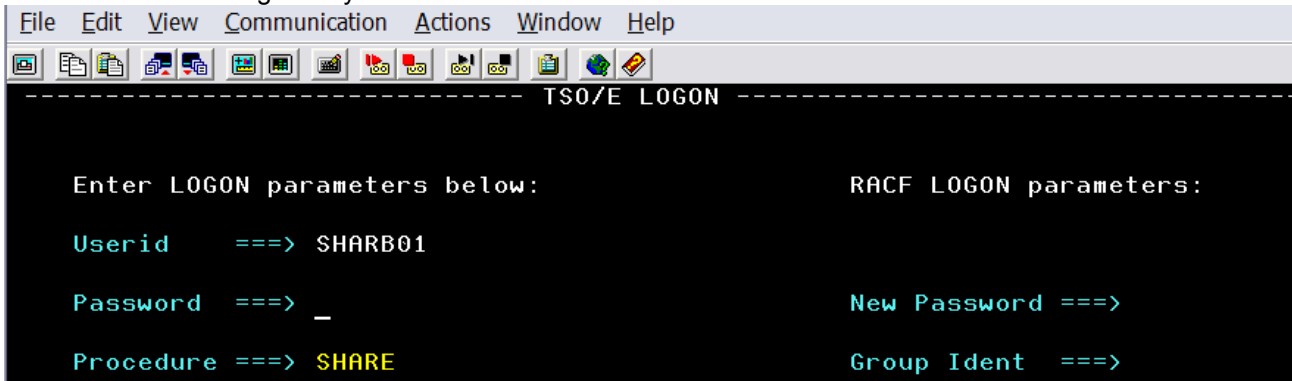 File Edit View Communication Actions Window Help
------------------------------- TSO/E LOGON -----------------------------------
Enter LOGON parameters below: RACF LOGON parameters:
Userid ===> SHARB01
Password ===> _ New Password ===>
Procedure ===> SHARE Group Ident ===>